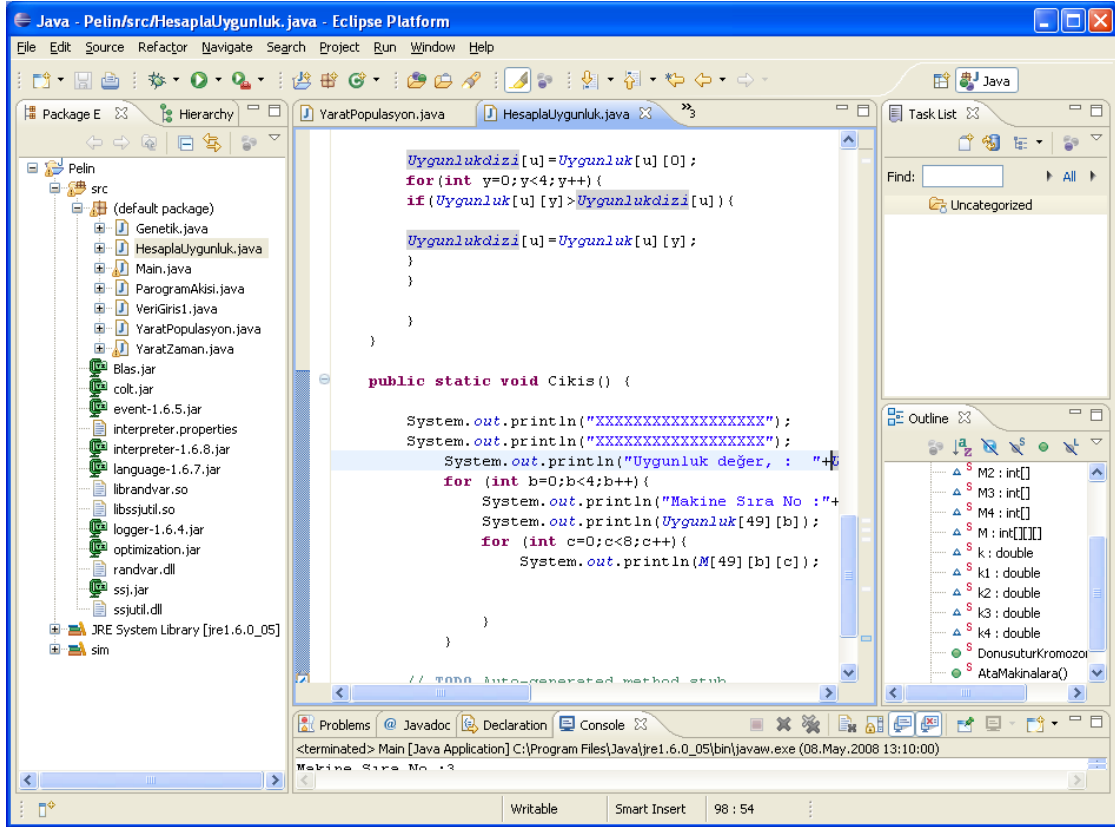 Java - Pelin/src/HesaplaUygunluk.java - Eclipse Platform
File Edit Source Refactor Navigate Search Project Run Window Help
Java
Package E
Hierarchy
Pelin
src
(default package)
Genetik.java
HesaplaUygunluk.java
Main.java
ParogramAkisi.java
VeriGiris1.java
YaratPopulasyon.java
YaratZaman.java
Blas.jar
colt.jar
event-1.6.5.jar
interpreter.properties
interpreter-1.6.8.jar
language-1.6.7.jar
librandvar.so
libssjutil.so
logger-1.6.4.jar
optimization.jar
randvar.dll
ssj.jar
ssjutil.dll
JRE System Library [jre1.6.0_05]
sim
YaratPopulasyon.java
HesaplaUygunluk.java
»3
Uygunlukdizi[u]=Uygunluk[u][0];
for(int y=0;y<4;y++){
if(Uygunluk[u][y]>Uygunlukdizi[u]){
Uygunlukdizi[u]=Uygunluk[u][y];
}
}
}
}
public static void Cikis() {
System.out.println("XXXXXXXXXXXXXXXXXX");
System.out.println("XXXXXXXXXXXXXXXXXX");
System.out.println("Uygunluk değer, :  "+U
for (int b=0;b<4;b++){
System.out.println("Makine Sıra No :"+
System.out.println(Uygunluk[49][b]);
for (int c=0;c<8;c++){
System.out.println(M[49][b][c]);
}
}
// TODO Auto-generated method stub
Task List
Find:
All
Uncategorized
Outline
M2 : int[]
M3 : int[]
M4 : int[]
M : int[][][]
k : double
k1 : double
k2 : double
k3 : double
k4 : double
DonusuturKromozo
AtaMakinalara()
Problems
Javadoc
Declaration
Console
<terminated> Main [Java Application] C:\Program Files\Java\jre1.6.0_05\bin\javaw.exe (08.May.2008 13:10:00)
Makine Sıra No :3
Writable
Smart Insert
98 : 54